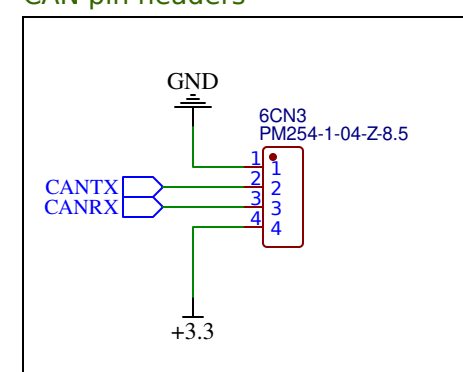 CAN pin headers
GND
6CN3
PM254-1-04-Z-8.5
1
1
CANTX
2
2
CANRX
3
3
4
4
+3.3